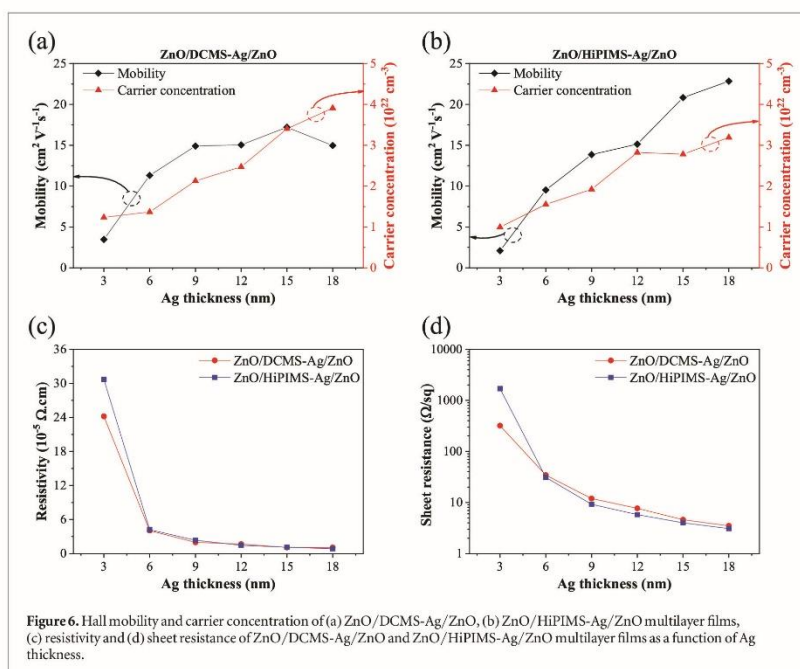 (a)
ZnO/DCMS-Ag/ZnO
Mobility
Carrier concentration
Mobility (cm² V⁻¹s⁻¹)
25
20
15
10
5
0
Carrier concentration (10²² cm⁻³)
5
4
3
2
1
0
3 6 9 12 15 18
Ag thickness (nm)
(b)
ZnO/HiPIMS-Ag/ZnO
Mobility
Carrier concentration
Mobility (cm² V⁻¹s⁻¹)
25
20
15
10
5
0
Carrier concentration (10²² cm⁻³)
5
4
3
2
1
0
3 6 9 12 15 18
Ag thickness (nm)
(c)
ZnO/DCMS-Ag/ZnO
ZnO/HiPIMS-Ag/ZnO
Resistivity (10⁻⁵ Ω.cm)
36
30
24
18
12
6
0
3 6 9 12 15 18
Ag thickness (nm)
(d)
ZnO/DCMS-Ag/ZnO
ZnO/HiPIMS-Ag/ZnO
Sheet resistance (Ω/sq)
10000
1000
100
10
1
3 6 9 12 15 18
Ag thickness (nm)
Figure 6. Hall mobility and carrier concentration of (a) ZnO/DCMS-Ag/ZnO, (b) ZnO/HiPIMS-Ag/ZnO multilayer films,
(c) resistivity and (d) sheet resistance of ZnO/DCMS-Ag/ZnO and ZnO/HiPIMS-Ag/ZnO multilayer films as a function of Ag
thickness.